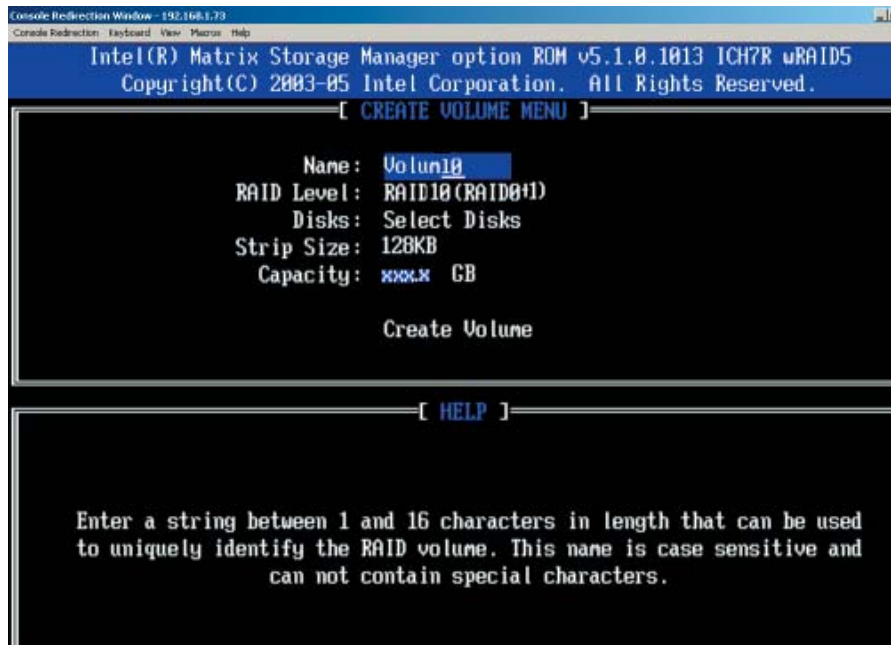 Console Redirection Window - 192.168.1.73
Console Redirection Keyboard View Macros Help
Intel(R) Matrix Storage Manager option ROM v5.1.0.1013 ICH7R wRAID5
Copyright(C) 2003-05 Intel Corporation. All Rights Reserved.
[ CREATE VOLUME MENU ]
Name: Volum10
RAID Level: RAID10(RAID0+1)
Disks: Select Disks
Strip Size: 128KB
Capacity: xxx.x GB
Create Volume
[ HELP ]
Enter a string between 1 and 16 characters in length that can be used
to uniquely identify the RAID volume. This name is case sensitive and
can not contain special characters.